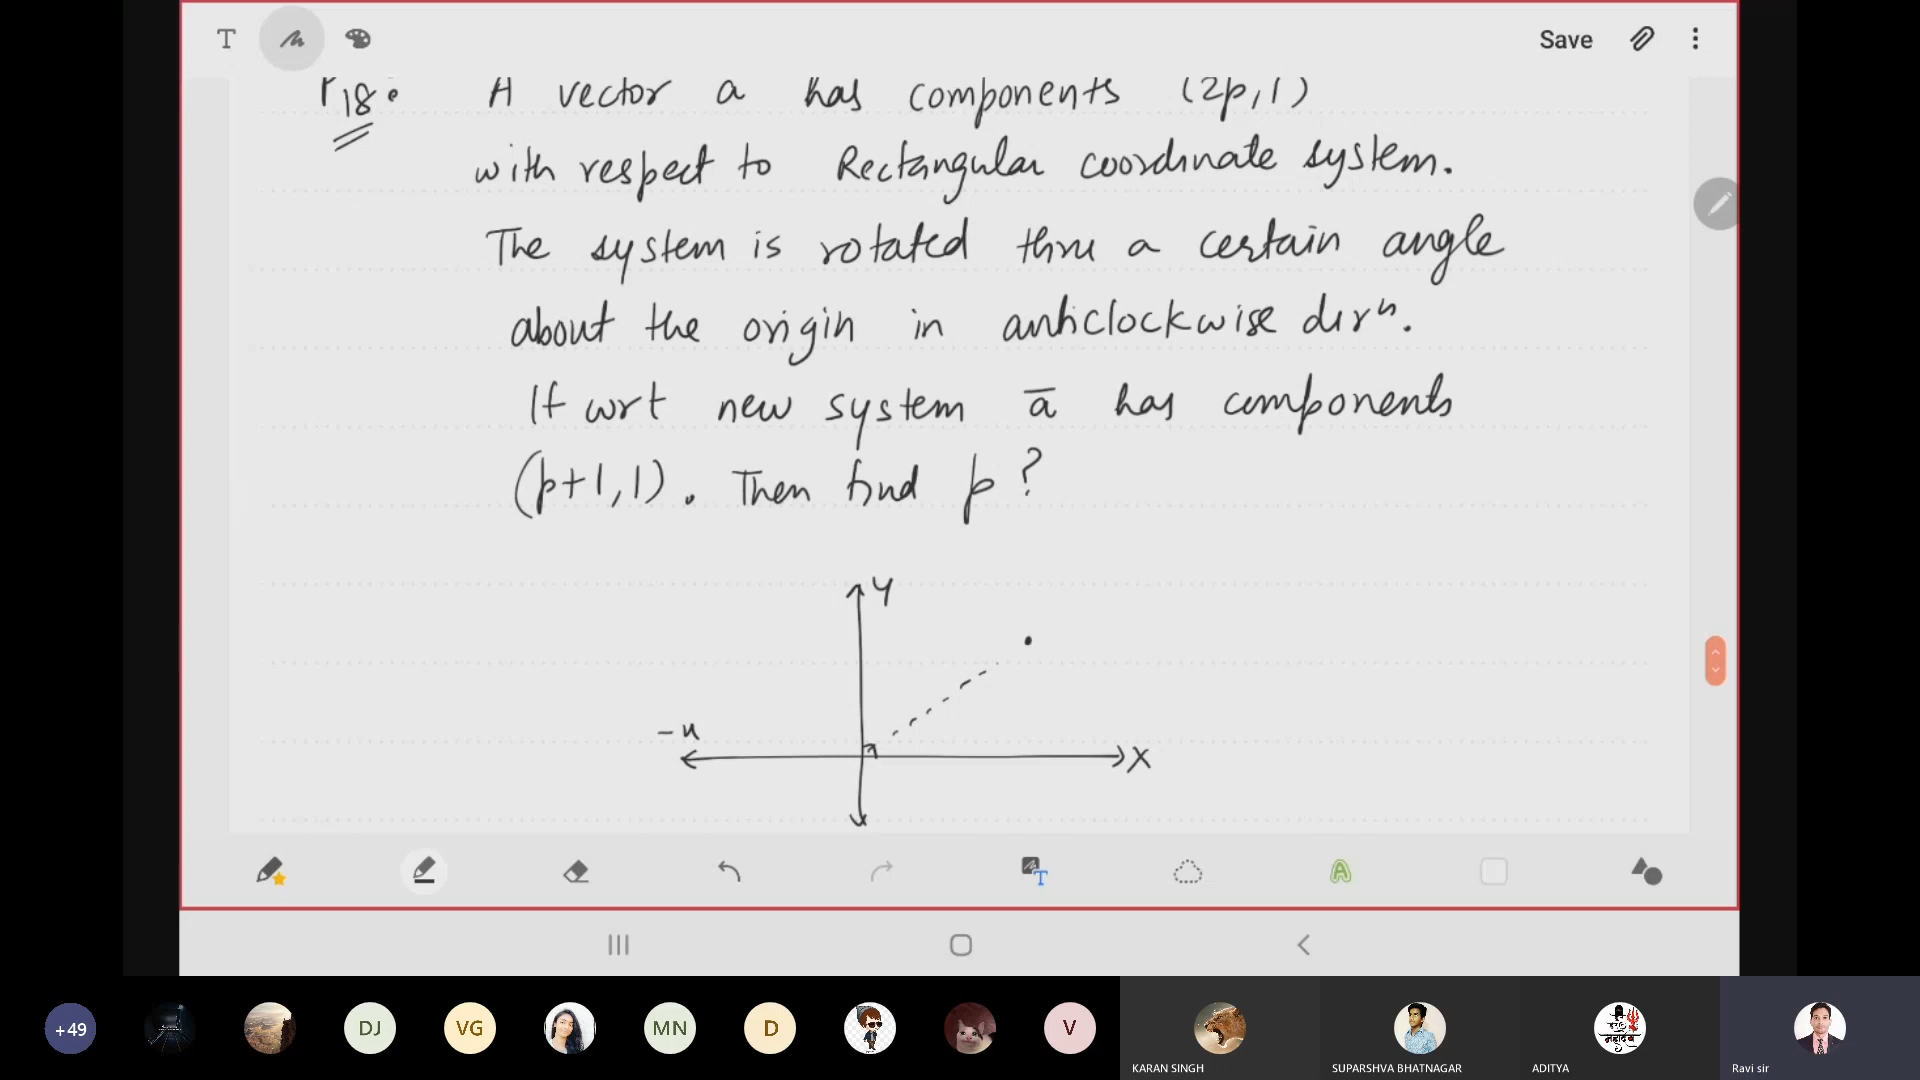 T
Save
P18. A vector a has components (2p,1)
with respect to Rectangular coordinate system.
The system is rotated thru a certain angle
about the origin in anticlockwise dirⁿ.
If wrt new system a̅ has components
(p+1,1). Then find p?
Y
-x
X
T
A
+49
DJ
VG
MN
D
V
KARAN SINGH
SUPARSHVA BHATNAGAR
ADITYA
Ravi sir